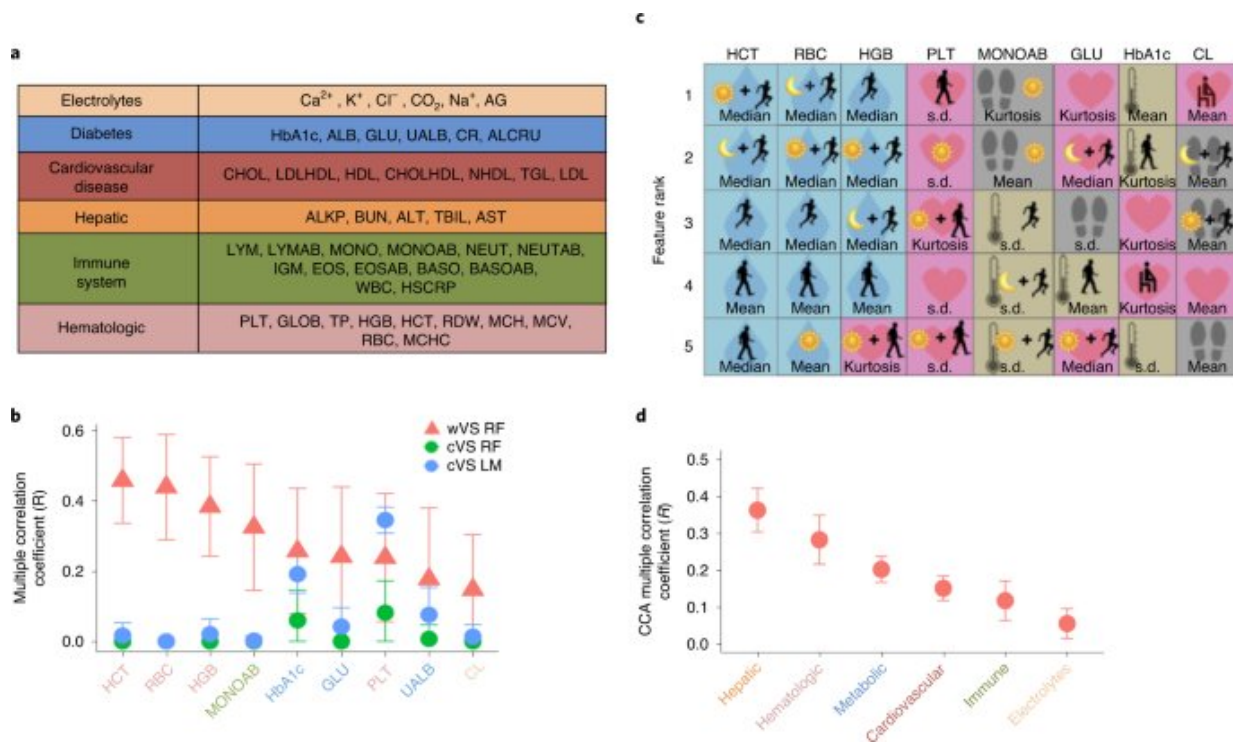 a
Electrolytes
Ca²⁺ , K⁺ , Cl⁻ , CO₂, Na⁺, AG
Diabetes
HbA1c, ALB, GLU, UALB, CR, ALCRU
Cardiovascular
disease
CHOL, LDLHDL, HDL, CHOLHDL, NHDL, TGL, LDL
Hepatic
ALKP, BUN, ALT, TBIL, AST
Immune
system
LYM, LYMAB, MONO, MONOAB, NEUT, NEUTAB,
IGM, EOS, EOSAB, BASO, BASOAB,
WBC, HSCRP
Hematologic
PLT, GLOB, TP, HGB, HCT, RDW, MCH, MCV,
RBC, MCHC
b
Multiple correlation
coefficient (R)
0.6
0.4
0.2
0.0
wVS RF
cVS RF
cVS LM
HCT
RBC
HGB
MONOAB
HbA1c
GLU
PLT
UALB
CL
c
HCT RBC HGB PLT MONOAB GLU HbA1c CL
Feature rank
1
+ + +
Median Median Median s.d. Kurtosis Kurtosis Mean Mean
2
+ + + + +
Median Median Median s.d. Mean Median Kurtosis Mean
3
+ + +
Median Median Median Kurtosis s.d. s.d. Kurtosis Mean
4
+
Mean Mean Mean s.d. s.d. Mean Kurtosis Mean
5
+ + + +
Median Mean Kurtosis s.d. s.d. Median s.d. Mean
d
CCA multiple correlation
coefficient (R)
0.5
0.4
0.3
0.2
0.1
0.0
Hepatic
Hematologic
Metabolic
Cardiovascular
Immune
Electrolytes